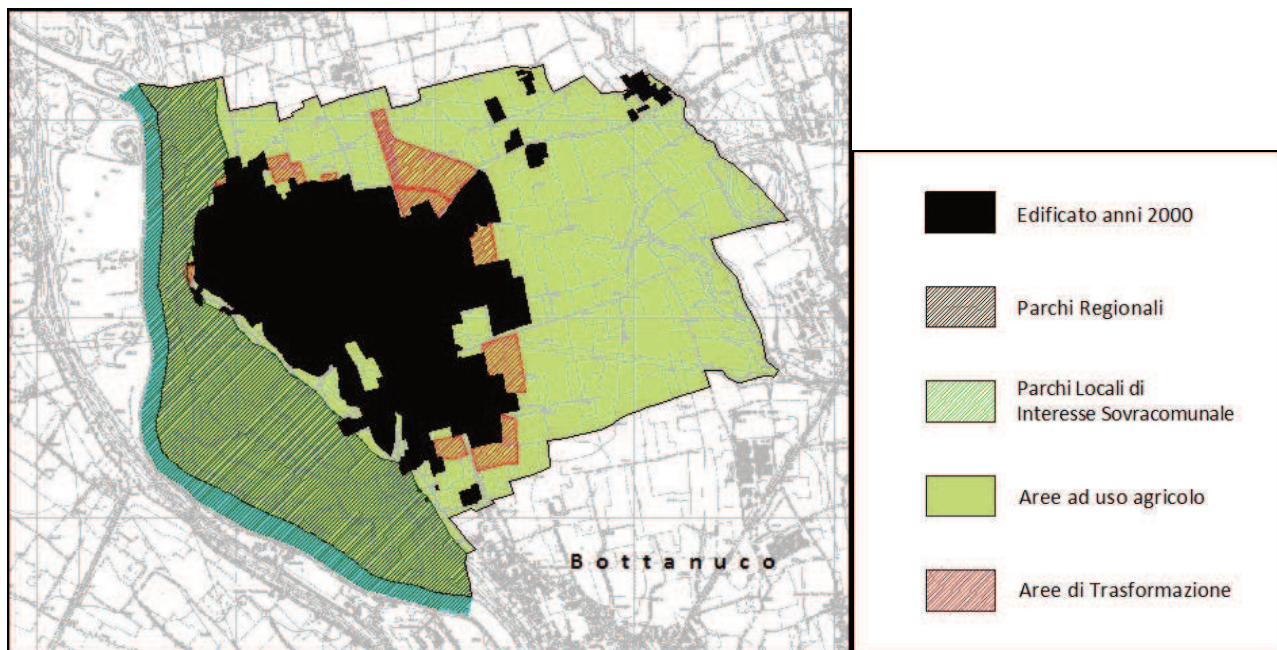 Bottanuco
Edificato anni 2000
Parchi Regionali
Parchi Locali di
Interesse Sovracomunale
Aree ad uso agricolo
Aree di Trasformazione